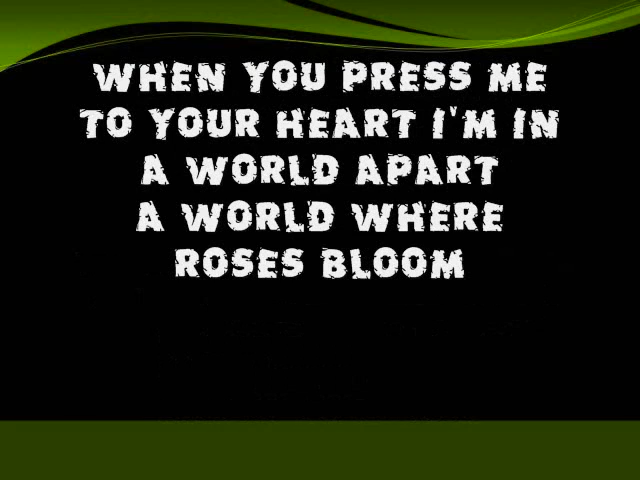 WHEN YOU PRESS ME
TO YOUR HEART I'M IN
A WORLD APART
A WORLD WHERE
ROSES BLOOM